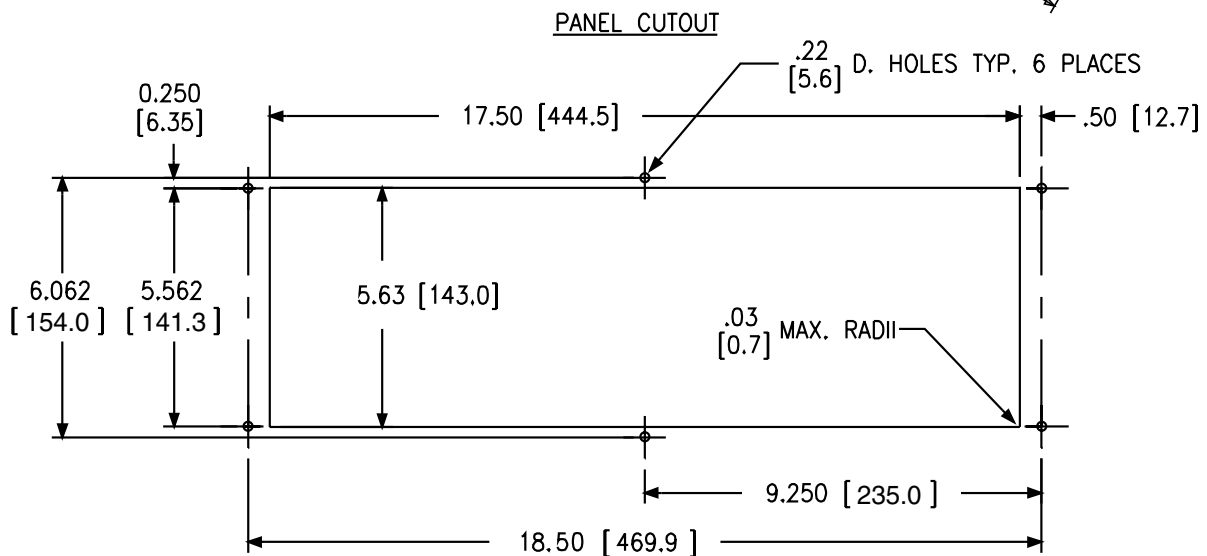 PANEL CUTOUT
.22
[5.6] D. HOLES TYP. 6 PLACES
0.250
[6.35]
17.50 [444.5]
.50 [12.7]
6.062
[ 154.0 ]
5.562
[ 141.3 ]
5.63 [143.0]
.03
[0.7] MAX. RADII
9.250 [ 235.0 ]
18.50 [ 469.9 ]